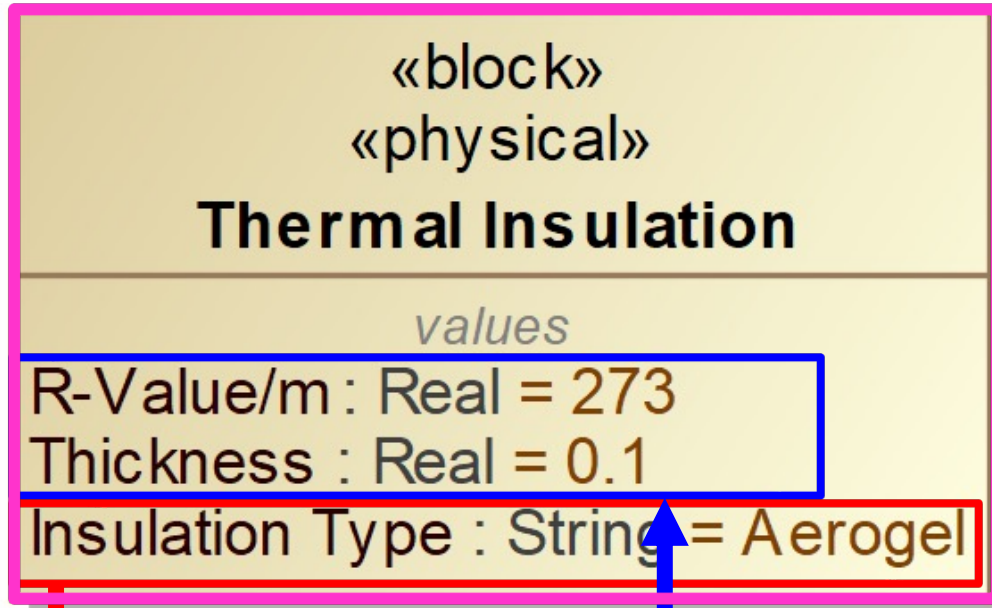 «block»
«physical»
Thermal Insulation
values
R-Value/m : Real = 273
Thickness : Real = 0.1
Insulation Type : String = Aerogel